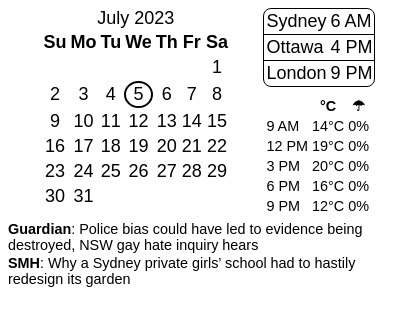 July 2023
Su Mo Tu We Th Fr Sa
1
2 3 4 5 6 7 8
9 10 11 12 13 14 15
16 17 18 19 20 21 22
23 24 25 26 27 28 29
30 31
Sydney 6 AM
Ottawa 4 PM
London 9 PM
°C ☂
9 AM 14°C 0%
12 PM 19°C 0%
3 PM 20°C 0%
6 PM 16°C 0%
9 PM 12°C 0%
Guardian: Police bias could have led to evidence being
destroyed, NSW gay hate inquiry hears
SMH: Why a Sydney private girls’ school had to hastily
redesign its garden